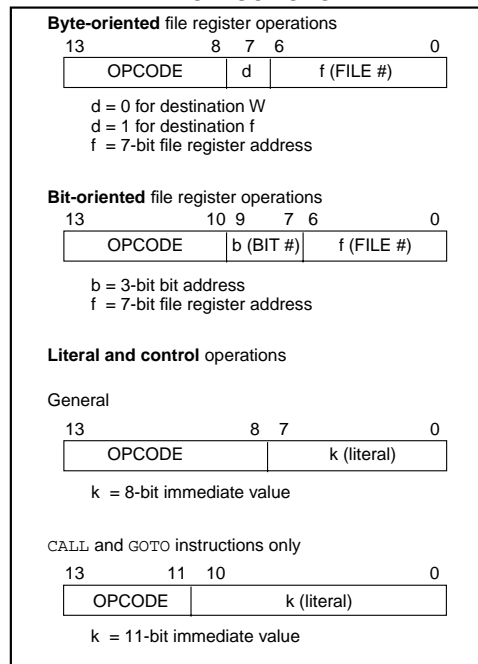 Byte-oriented file register operations
13 8 7 6 0
OPCODE d f (FILE #)
d = 0 for destination W
d = 1 for destination f
f = 7-bit file register address
Bit-oriented file register operations
13 10 9 7 6 0
OPCODE b (BIT #) f (FILE #)
b = 3-bit bit address
f = 7-bit file register address
Literal and control operations
General
13 8 7 0
OPCODE k (literal)
k = 8-bit immediate value
CALL and GOTO instructions only
13 11 10 0
OPCODE k (literal)
k = 11-bit immediate value